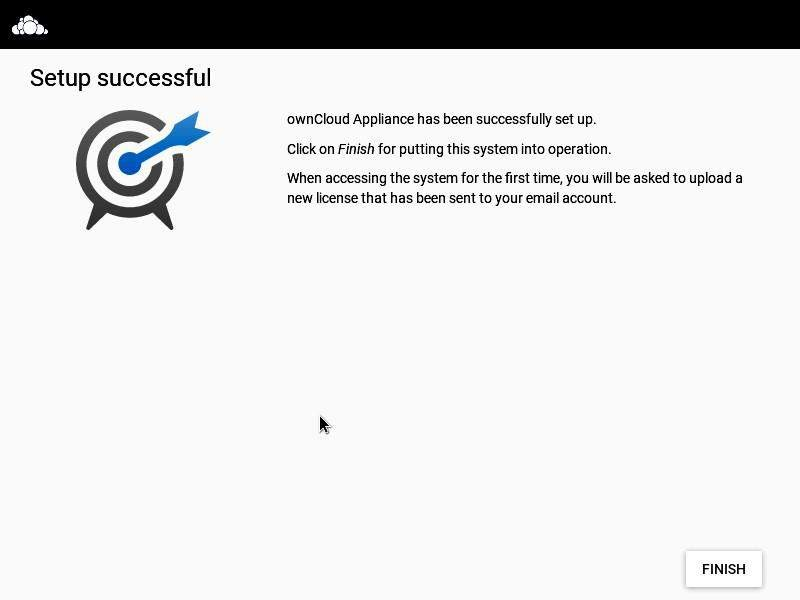 Setup successful
ownCloud Appliance has been successfully set up.
Click on Finish for putting this system into operation.
When accessing the system for the first time, you will be asked to upload a
new license that has been sent to your email account.
FINISH